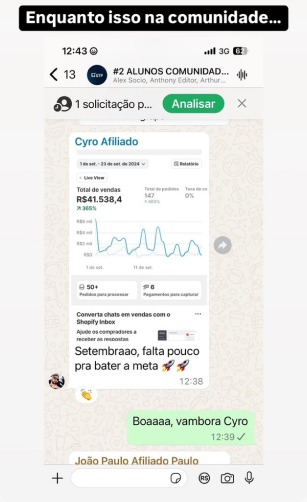 Enquanto isso na comunidade...
12:43
3G
13
#2 ALUNOS COMUNIDAD...
Alex Socio, Anthony Editor, Arthur...
1 solicitação p...
Analisar
Cyro Afiliado
1 de set. - 23 de set. de 2024
Relatório
Live View
Total de vendas
R$41.538,4
365%
Total de pedidos
147
Taxa de co
0%
R$6 mil
R$4 mil
R$2 mil
R$0
1 de set.
11 de set.
50+
Pedidos para processar
6
Pagamentos para capturar
Converta chats em vendas com o
Shopify Inbox
Ajude os compradores a
receber as respostas
Setembraao, falta pouco
pra bater a meta
12:38
Boaaaa, vambora Cyro
12:39
João Paulo Afiliado Paulo